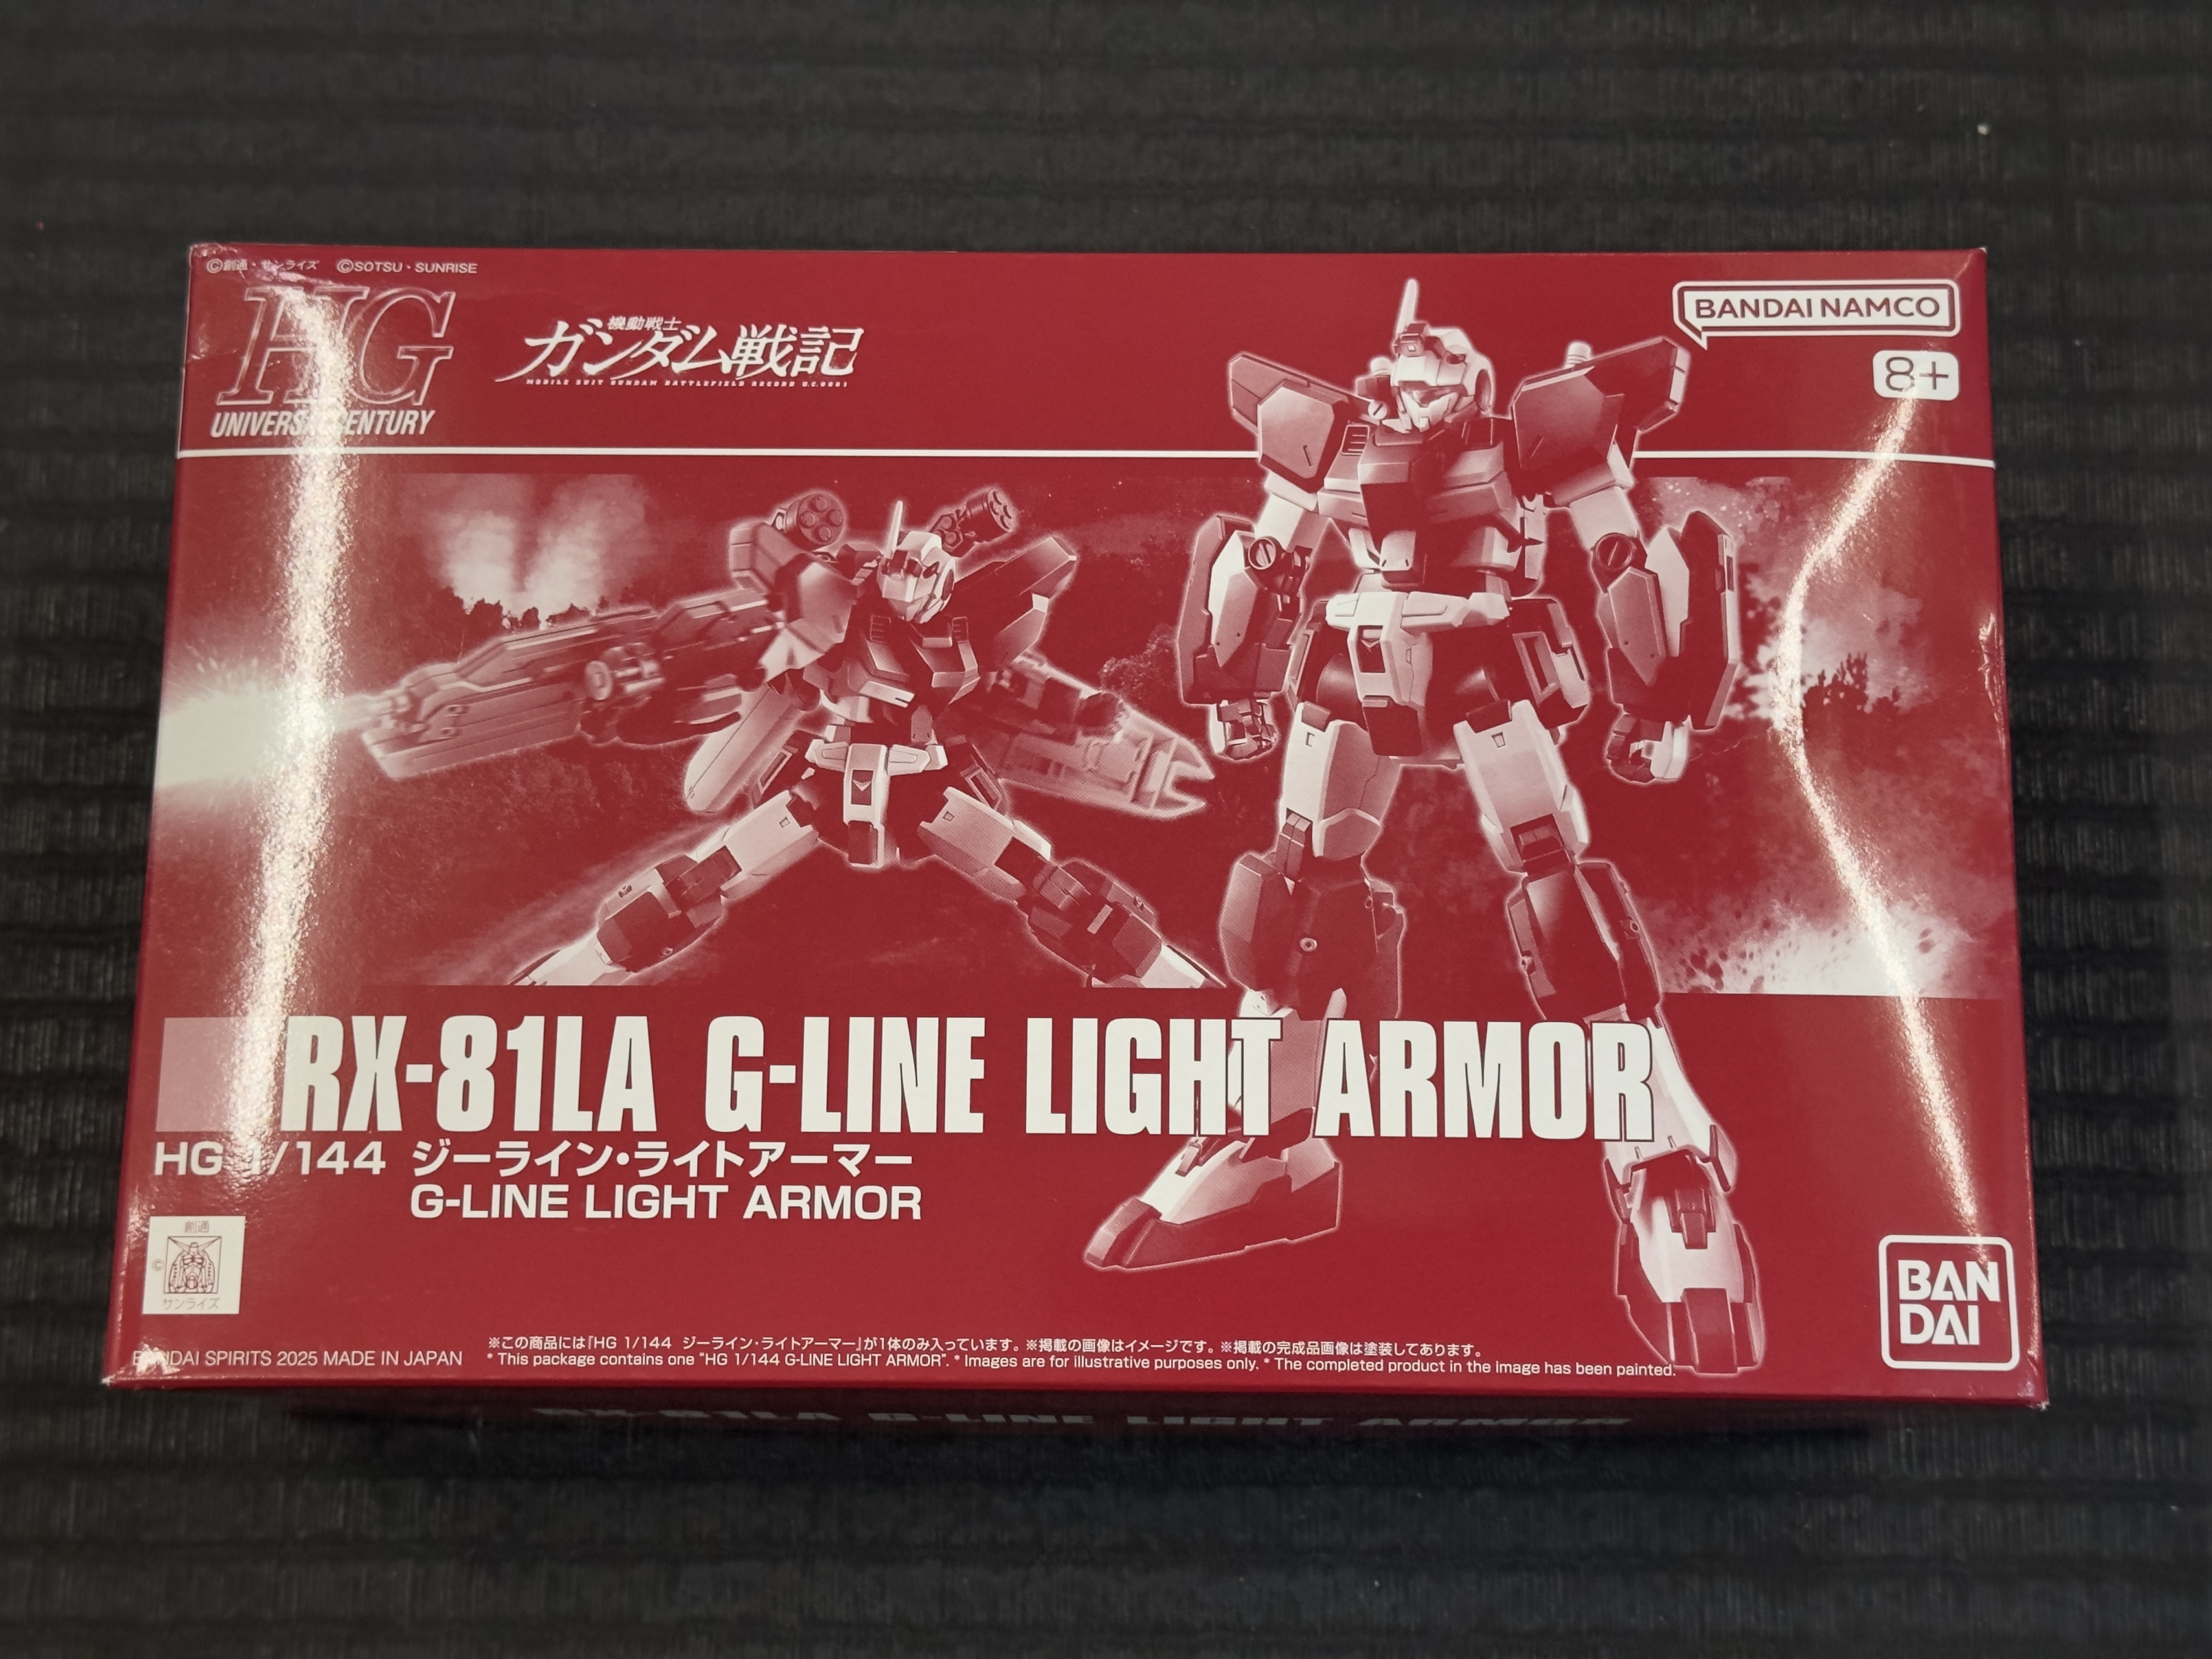 ©創通・サンライズ ©SOTSU・SUNRISE
HG
UNIVERSAL CENTURY
機動戦士
ガンダム戦記
MOBILE SUIT GUNDAM BATTLEFIELD RECORD U.C.0081
BANDAI NAMCO
8+
RX-81LA G-LINE LIGHT ARMOR
HG 1/144 ジーライン・ライトアーマー
G-LINE LIGHT ARMOR
創通
©
サンライズ
BANDAI SPIRITS 2025 MADE IN JAPAN
※この商品には『HG 1/144 ジーライン・ライトアーマー』が1体のみ入っています。※掲載の画像はイメージです。※掲載の完成品画像は塗装してあります。
* This package contains one "HG 1/144 G-LINE LIGHT ARMOR". * Images are for illustrative purposes only. * The completed product in the image has been painted.
BAN
DAI
RX-81LA G-LINE LIGHT ARMOR